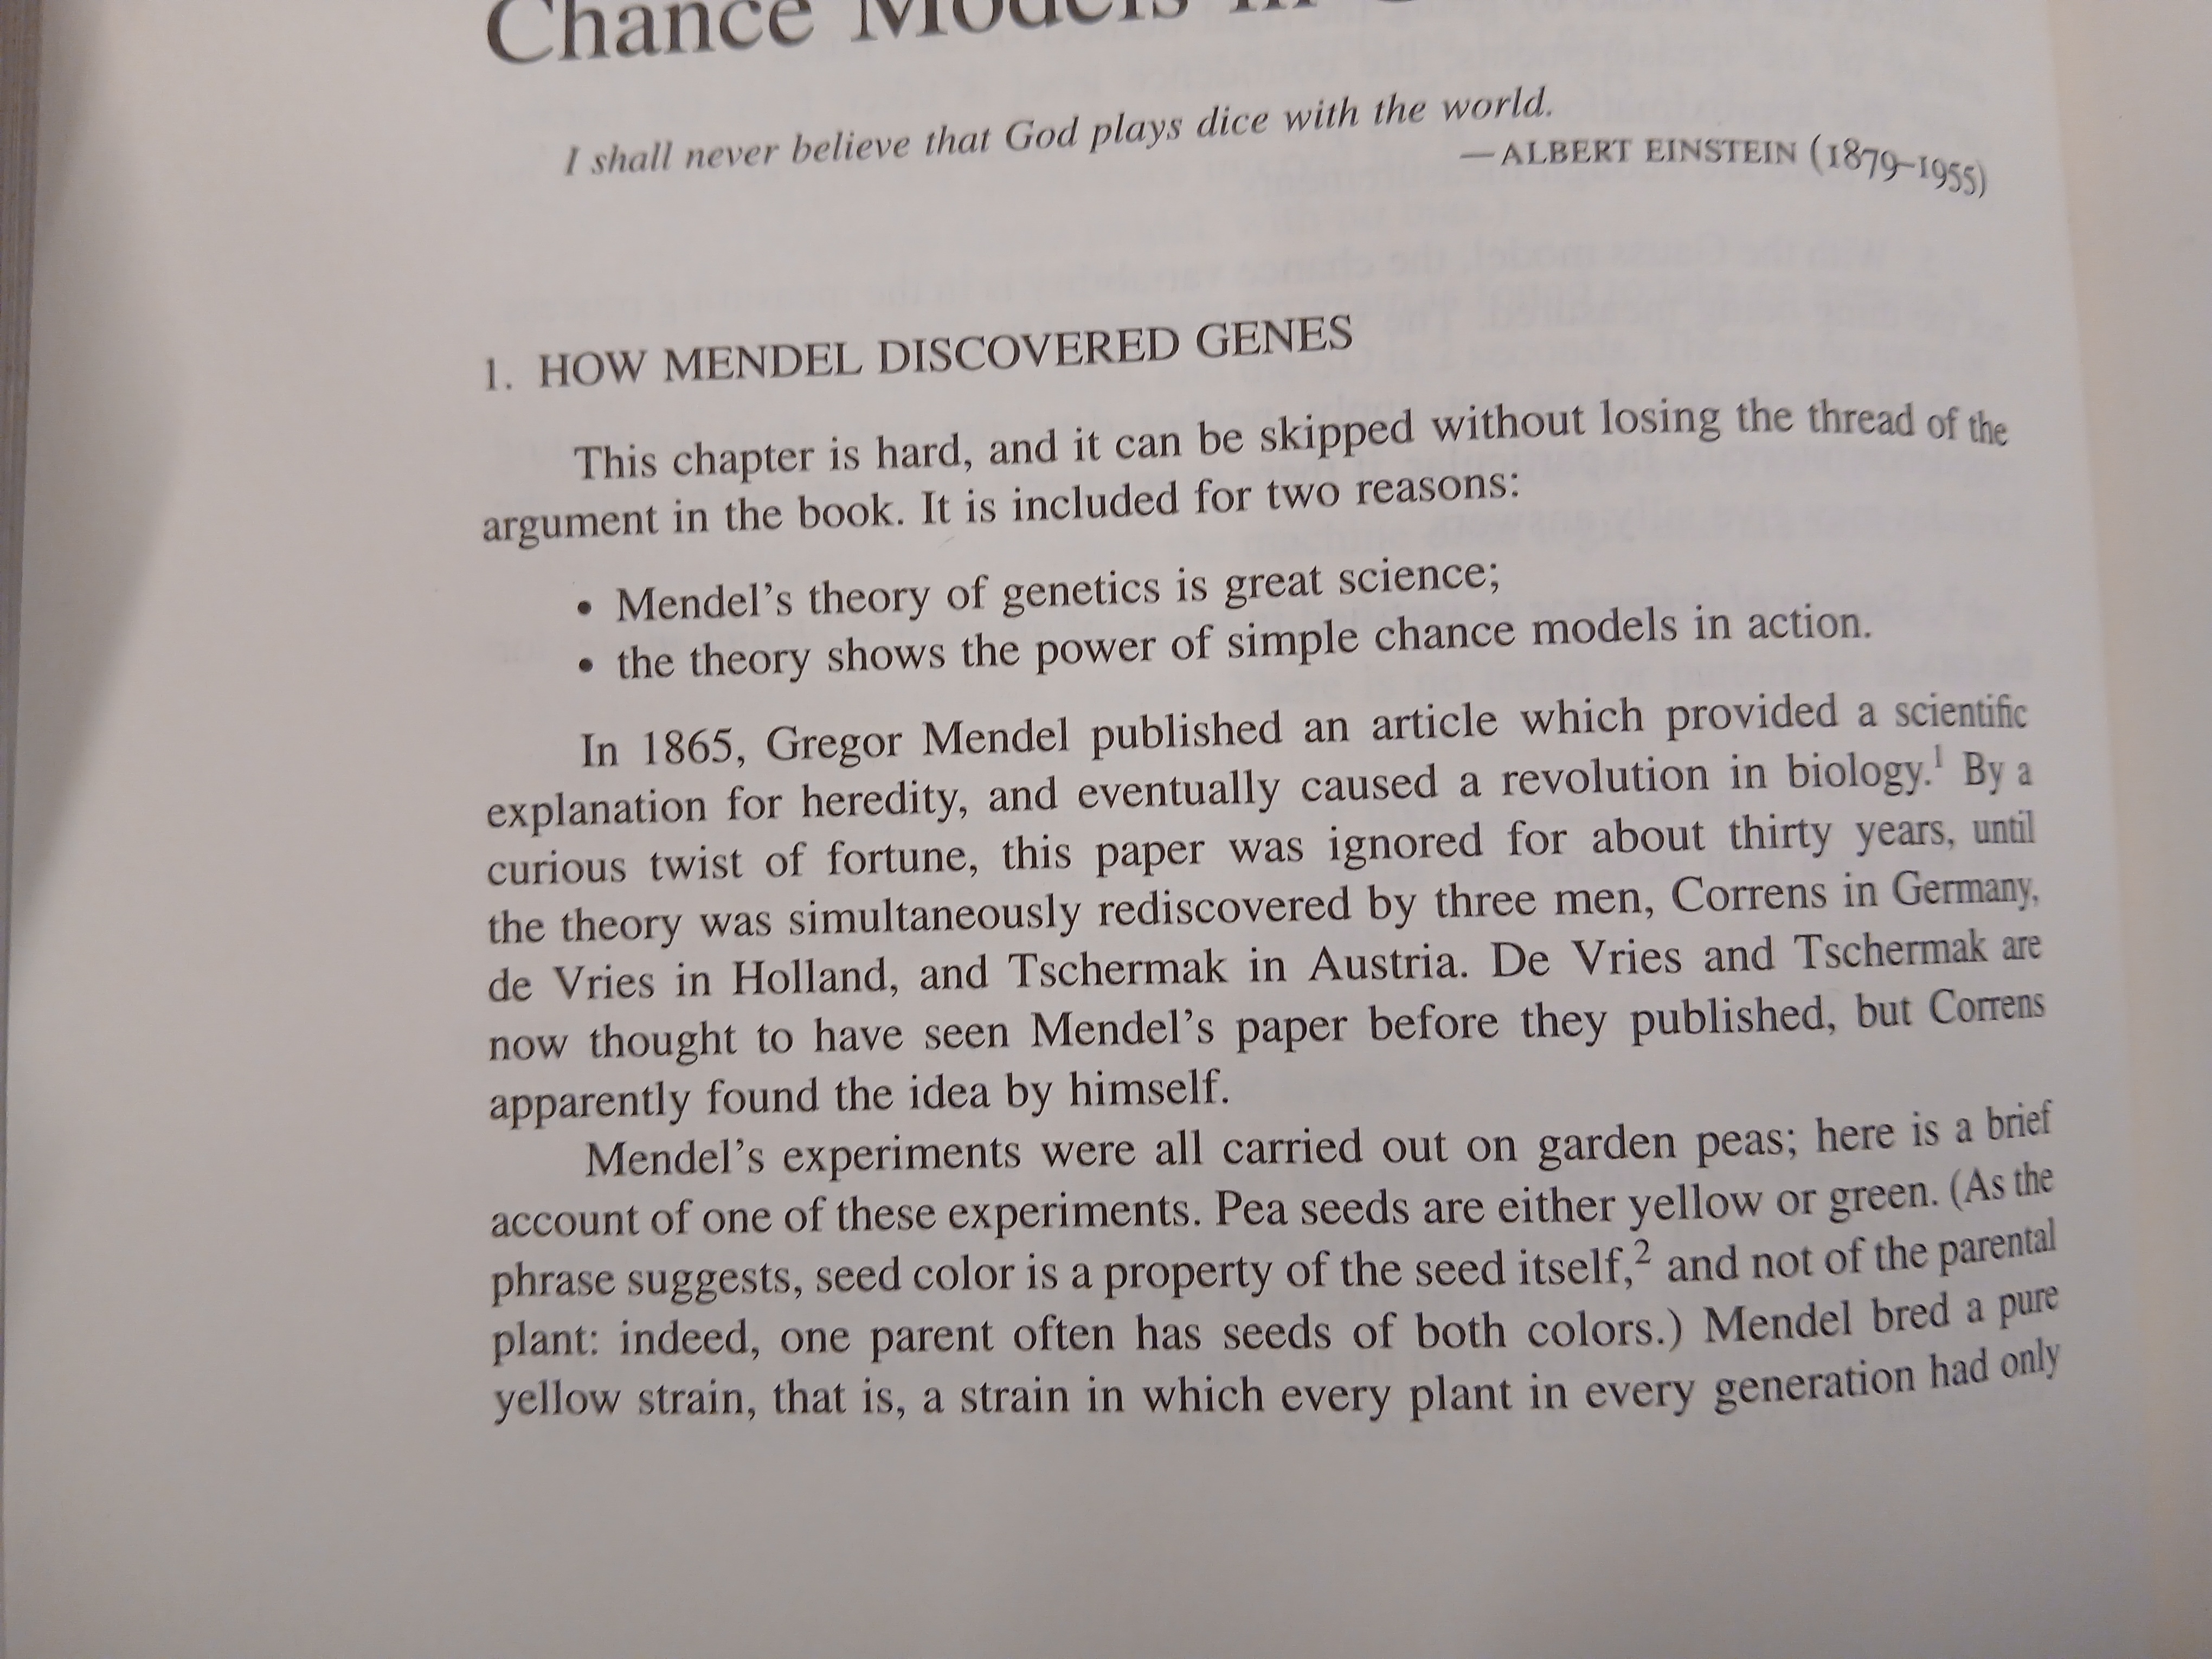 Chance Models in
I shall never believe that God plays dice with the world.
—ALBERT EINSTEIN (1879–1955)
1. HOW MENDEL DISCOVERED GENES
This chapter is hard, and it can be skipped without losing the thread of the
argument in the book. It is included for two reasons:
• Mendel's theory of genetics is great science;
• the theory shows the power of simple chance models in action.
In 1865, Gregor Mendel published an article which provided a scientific
explanation for heredity, and eventually caused a revolution in biology.¹ By a
curious twist of fortune, this paper was ignored for about thirty years, until
the theory was simultaneously rediscovered by three men, Correns in Germany,
de Vries in Holland, and Tschermak in Austria. De Vries and Tschermak are
now thought to have seen Mendel's paper before they published, but Correns
apparently found the idea by himself.
Mendel's experiments were all carried out on garden peas; here is a brief
account of one of these experiments. Pea seeds are either yellow or green. (As the
phrase suggests, seed color is a property of the seed itself,² and not of the parental
plant: indeed, one parent often has seeds of both colors.) Mendel bred a pure
yellow strain, that is, a strain in which every plant in every generation had only